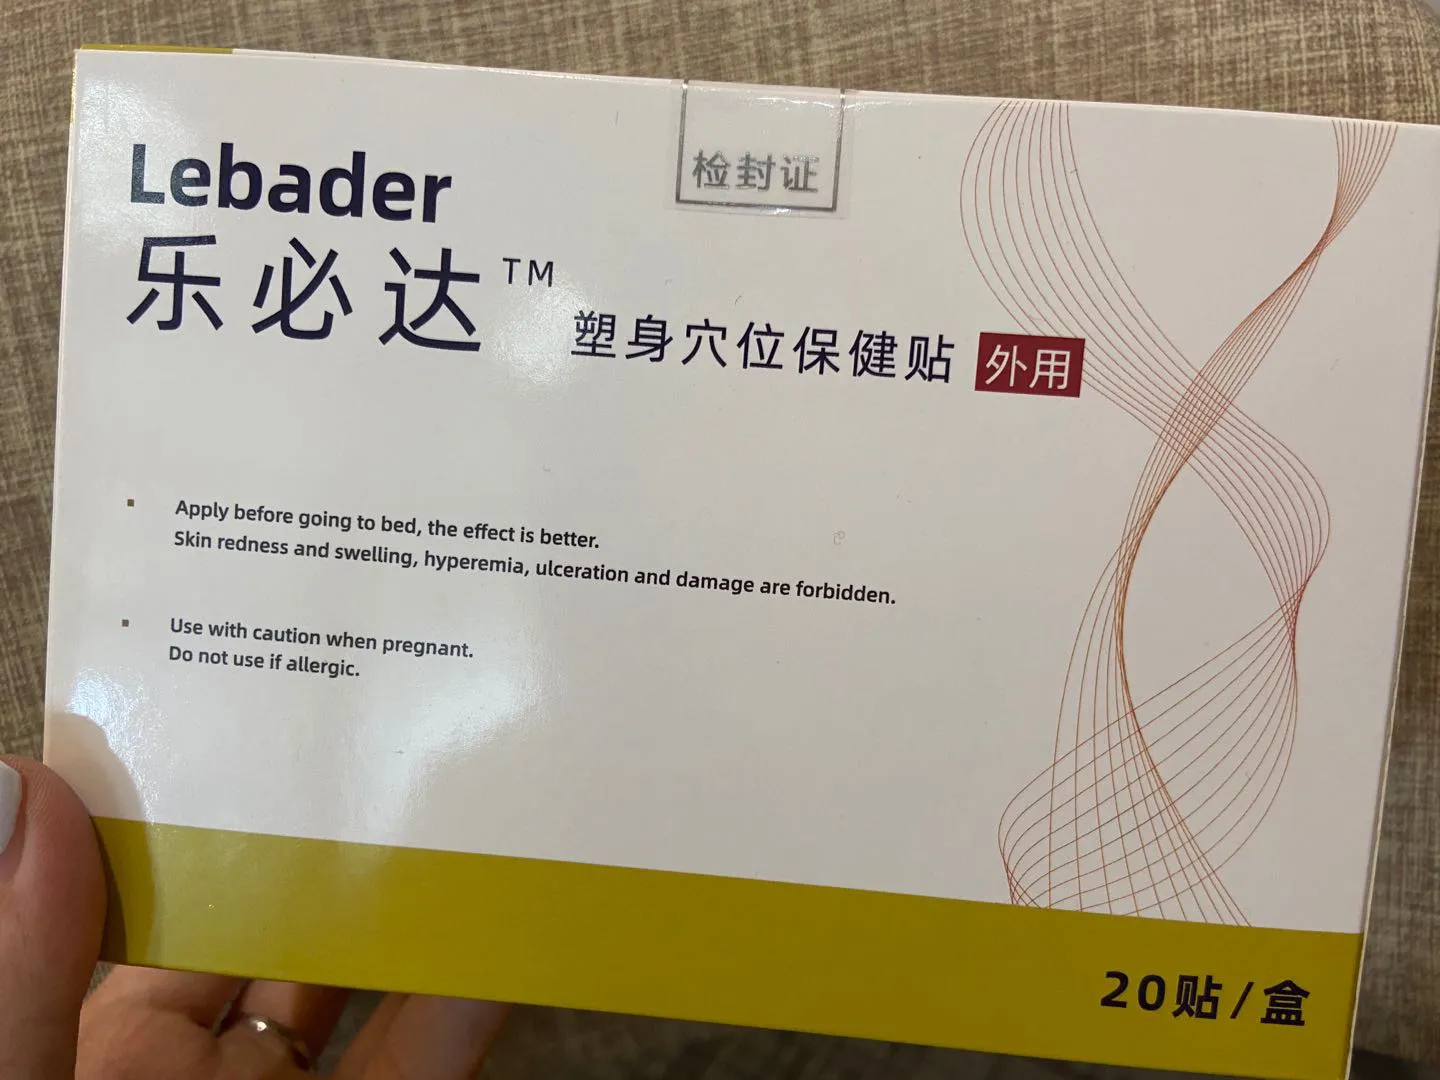 检封证
Lebader
乐必达™
塑身穴位保健贴 外用
Apply before going to bed, the effect is better.
Skin redness and swelling, hyperemia, ulceration and damage are forbidden.
Use with caution when pregnant.
Do not use if allergic.
20贴/盒